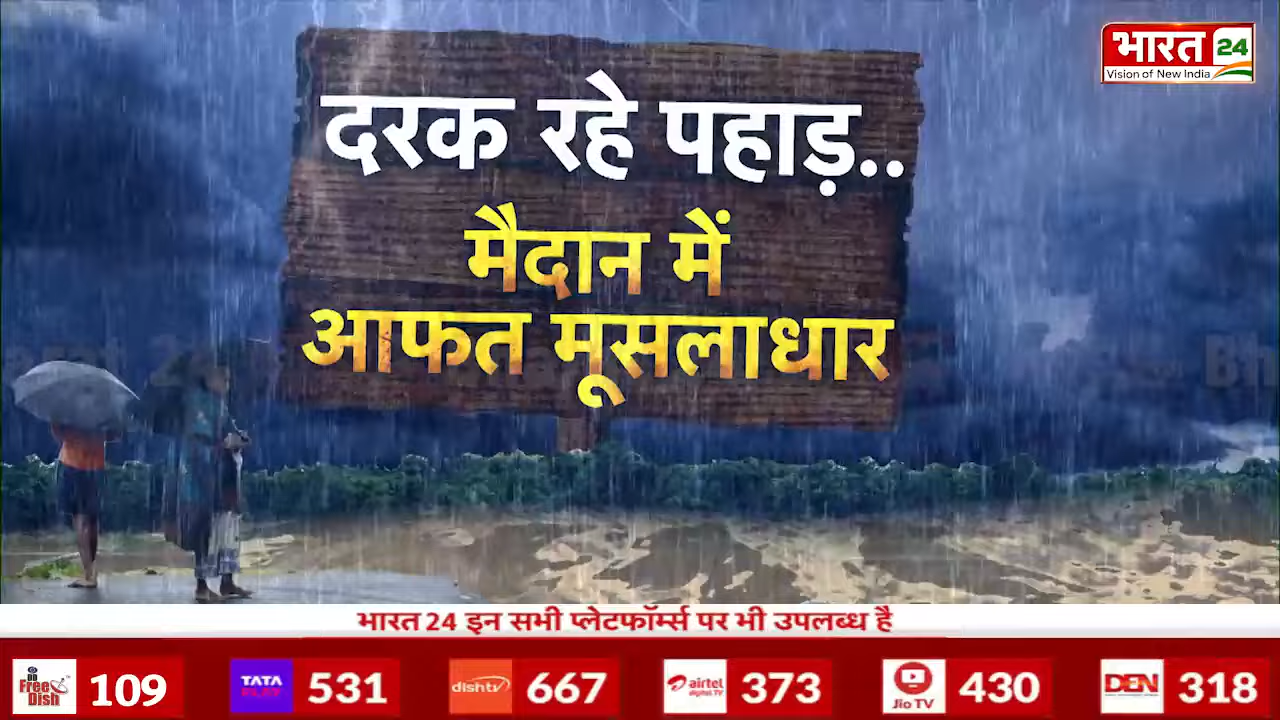 भारत 24
Vision of New India
दरक रहे पहाड़..
मैदान में
आफत मूसलाधार
भारत 24 इन सभी प्लेटफॉर्म्स पर भी उपलब्ध है
DD Free Dish 109
TATA PLAY 531
dishtv 667
airtel digital TV 373
Jio TV 430
DEN 318